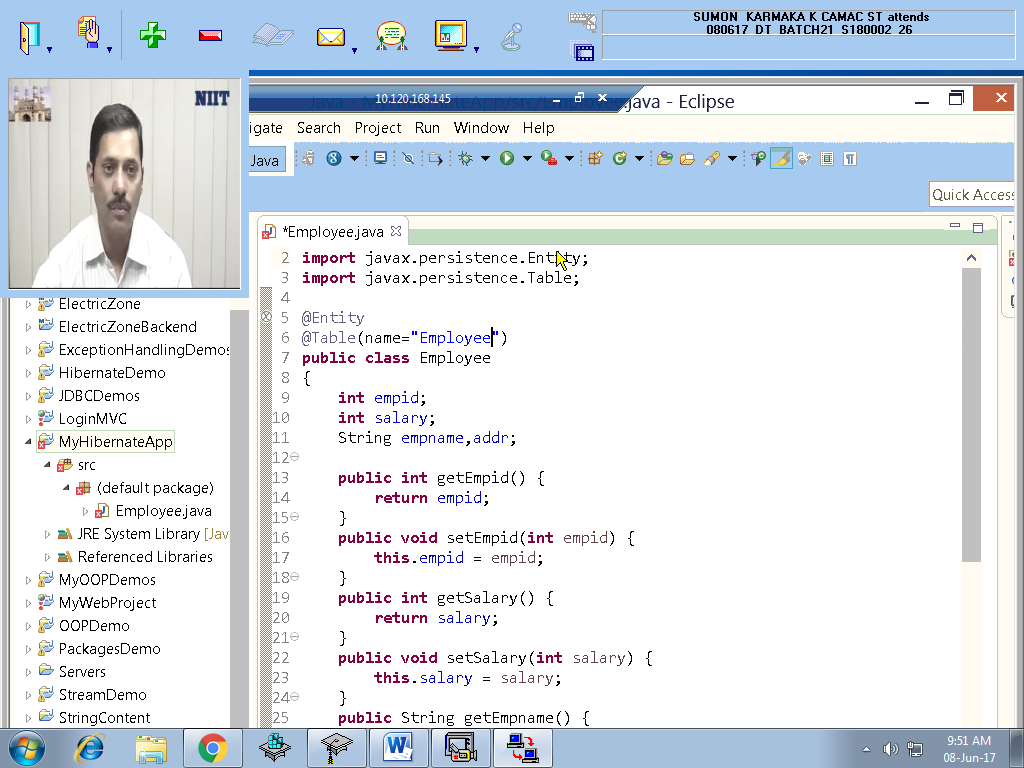 SUMON KARMAKA K CAMAC ST attends
080617 DT BATCH21 S180002 26
NIIT
10.120.168.145
.java - Eclipse
igate Search Project Run Window Help
Java
Quick Access
*Employee.java
2 import javax.persistence.Entity;
3 import javax.persistence.Table;
4
5 @Entity
6 @Table(name="Employee")
7 public class Employee
8 {
9 int empid;
10 int salary;
11 String empname,addr;
12
13 public int getEmpid() {
14 return empid;
15 }
16 public void setEmpid(int empid) {
17 this.empid = empid;
18 }
19 public int getSalary() {
20 return salary;
21 }
22 public void setSalary(int salary) {
23 this.salary = salary;
24 }
25 public String getEmpname() {
ElectricZone
ElectricZoneBackend
ExceptionHandlingDemos
HibernateDemo
JDBCDemos
LoginMVC
MyHibernateApp
src
(default package)
Employee.java
JRE System Library [Jav
Referenced Libraries
MyOOPDemos
MyWebProject
OOPDemo
PackagesDemo
Servers
StreamDemo
StringContent
9:51 AM
08-Jun-17